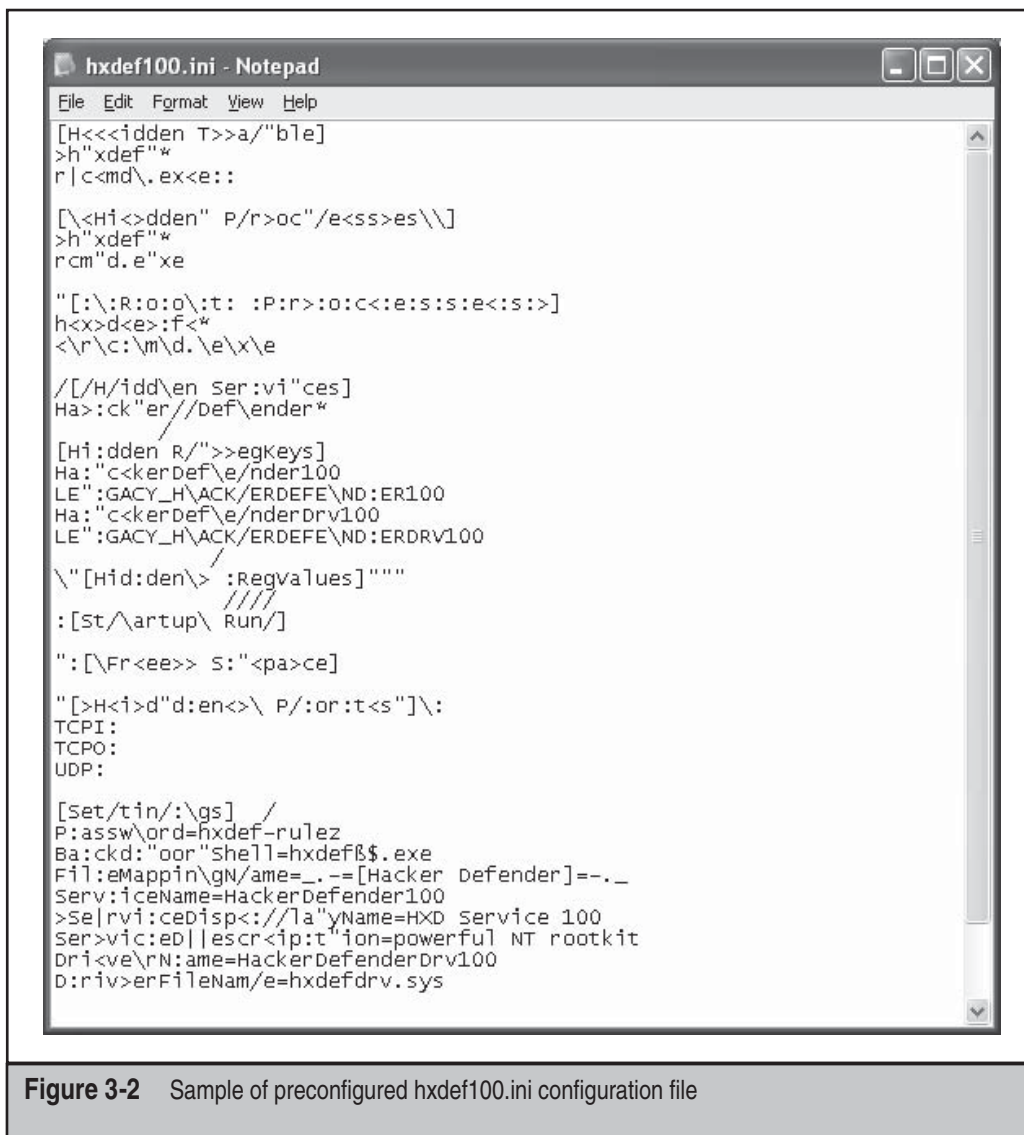 hxdef100.ini - Notepad
File Edit Format View Help
[H<<<idden T>>a/"ble]
>h"xdef"*
r|c<md\.ex<e::
[\<Hi<>dden" P/r>oc"/e<ss>es\\]
>h"xdef"*
rcm"d.e"xe
"[:\:R:o:o\:t: :P:r>:o:c<:e:s:s:e<:s:>]
h<x>d<e>:f<*
<\r\c:\m\d.\e\x\e
/[/H/idd\en Ser:vi"ces]
Ha>:ck"er//Def\ender*
/
[Hi:dden R/">>egKeys]
Ha:"c<kerDef\e/nder100
LE":GACY_H\ACK/ERDEFE\ND:ER100
Ha:"c<kerDef\e/nderDrv100
LE":GACY_H\ACK/ERDEFE\ND:ERDRV100
/
\"[Hid:den\> :RegValues]"""
////
:[St/\artup\ Run/]
":[\Fr<ee>> S:"<pa>ce]
"[>H<i>d"d:en<>\ P/:or:t<s"]\:
TCPI:
TCPO:
UDP:
[Set/tin/:\gs] /
P:assw\ord=hxdef-rulez
Ba:ckd:"oor"Shell=hxdefß$.exe
Fil:eMappin\gN/ame=_.-=[Hacker Defender]=-._
Serv:iceName=HackerDefender100
>Se|rvi:ceDisp<://la"yName=HXD Service 100
Ser>vic:eD||escr<ip:t"ion=powerful NT rootkit
Dri<ve\rN:ame=HackerDefenderDrv100
D:riv>erFileNam/e=hxdefdrv.sys
Figure 3-2 Sample of preconfigured hxdef100.ini configuration file